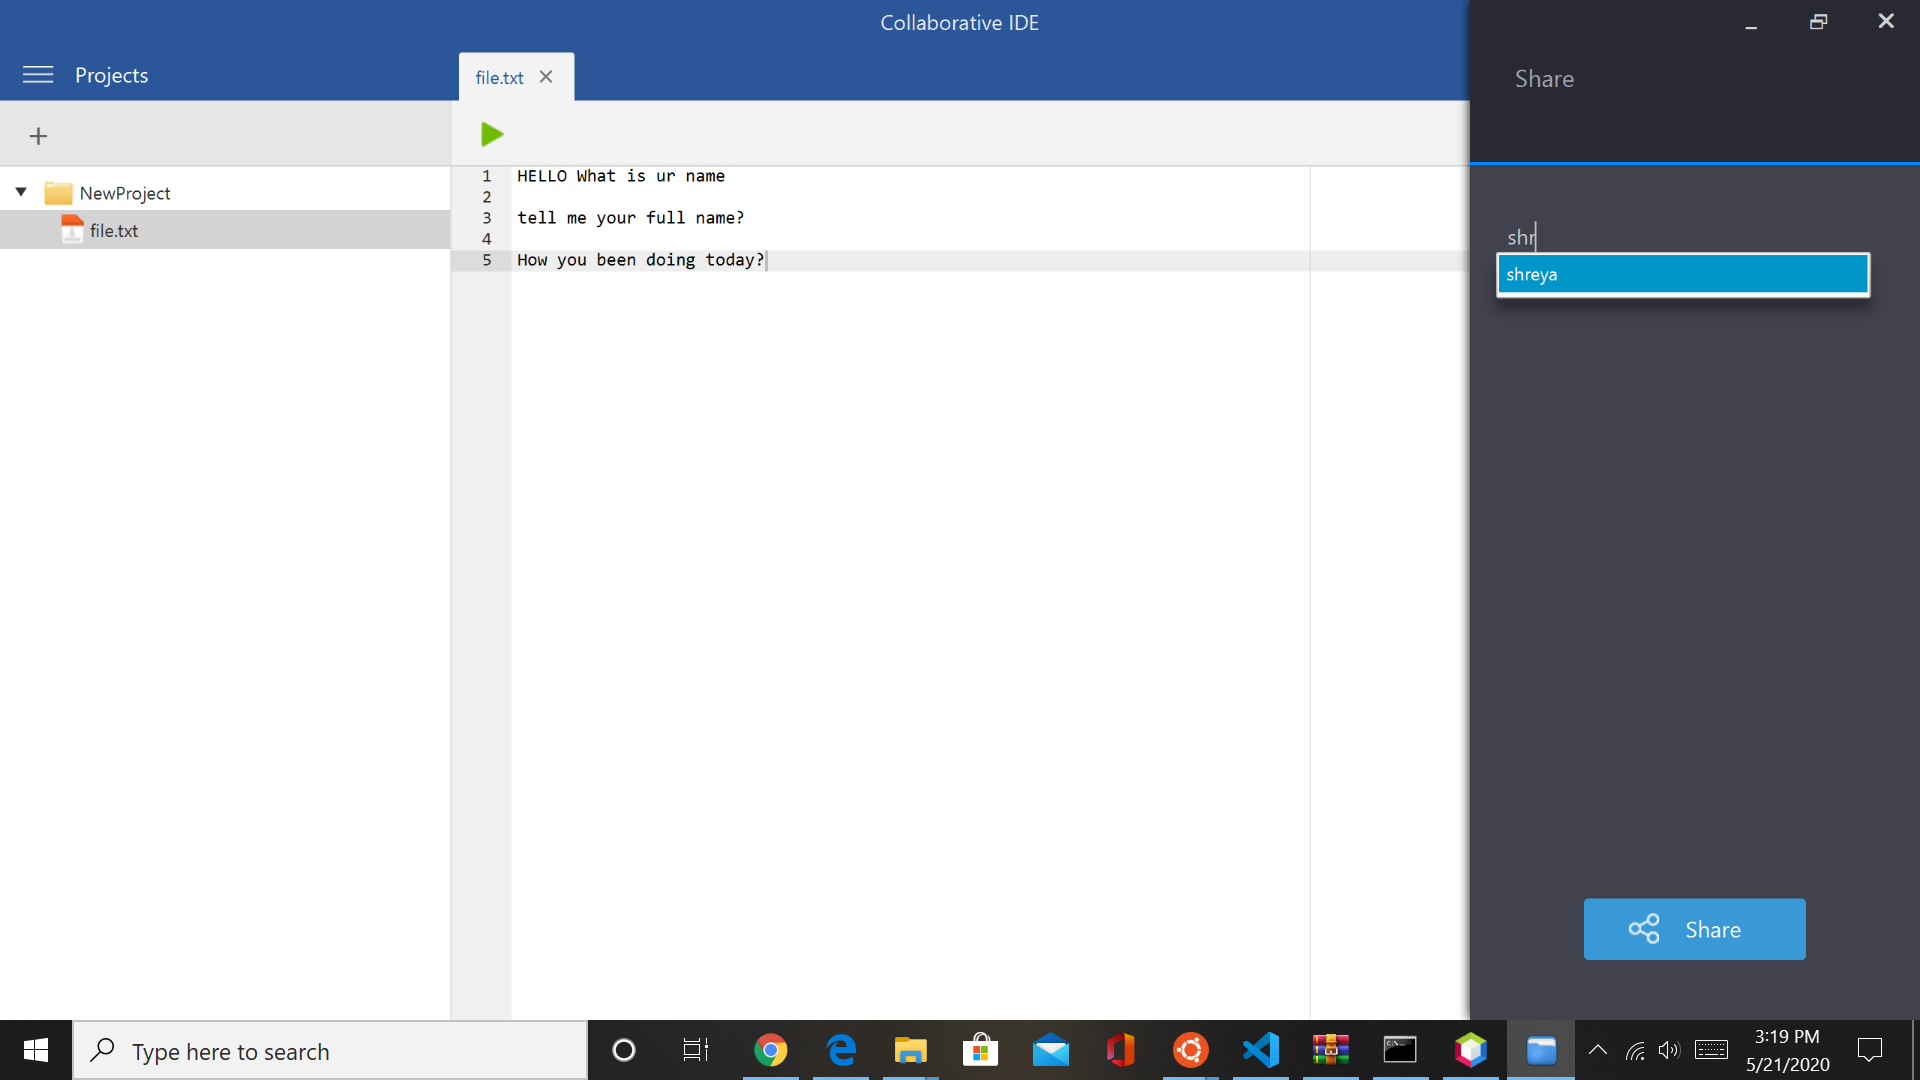 Collaborative IDE
Projects
file.txt
Share
NewProject
file.txt
1 HELLO What is ur name
2
3 tell me your full name?
4
5 How you been doing today?
shr
shreya
Share
Type here to search
3:19 PM
5/21/2020